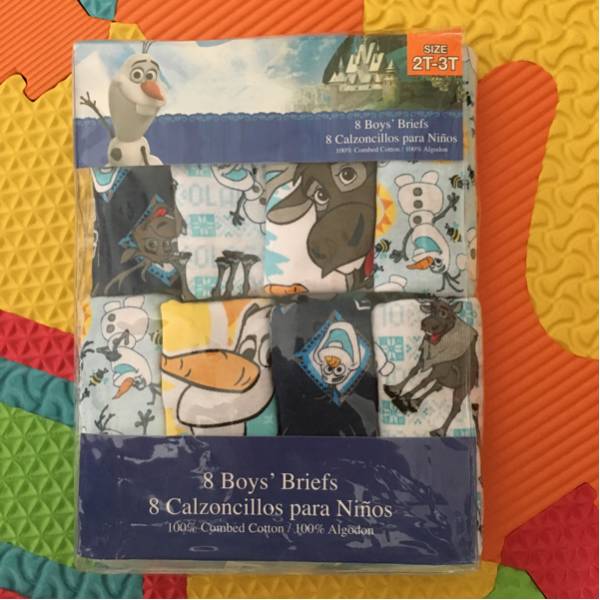 SIZE
2T-3T
8 Boys' Briefs
8 Calzoncillos para Niños
100% Combed Cotton / 100% Algodon
8 Boys' Briefs
8 Calzoncillos para Niños
100% Combed Cotton / 100% Algodon